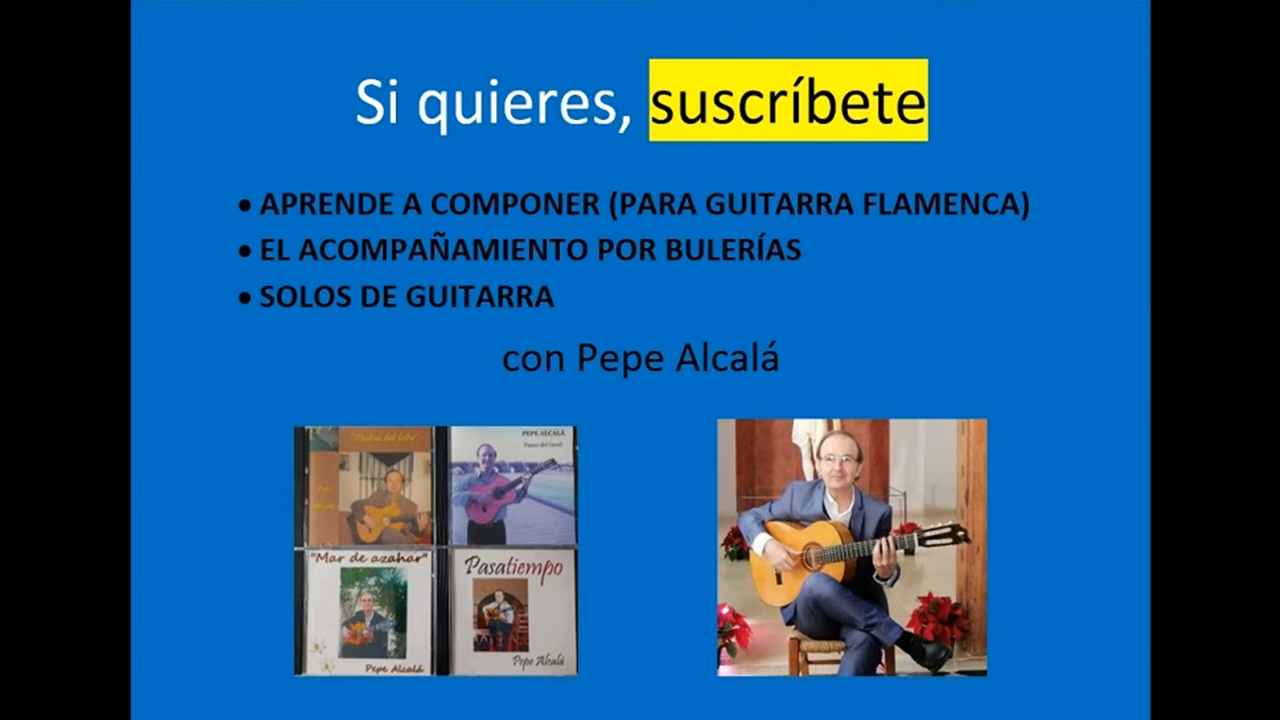 Si quieres, suscríbete
• APRENDE A COMPONER (PARA GUITARRA FLAMENCA)
• EL ACOMPAÑAMIENTO POR BULERÍAS
• SOLOS DE GUITARRA
con Pepe Alcalá
PEPE ALCALÁ
"Mar de azahar"
Pepe Alcalá
Pasatiempo
Pepe Alcalá